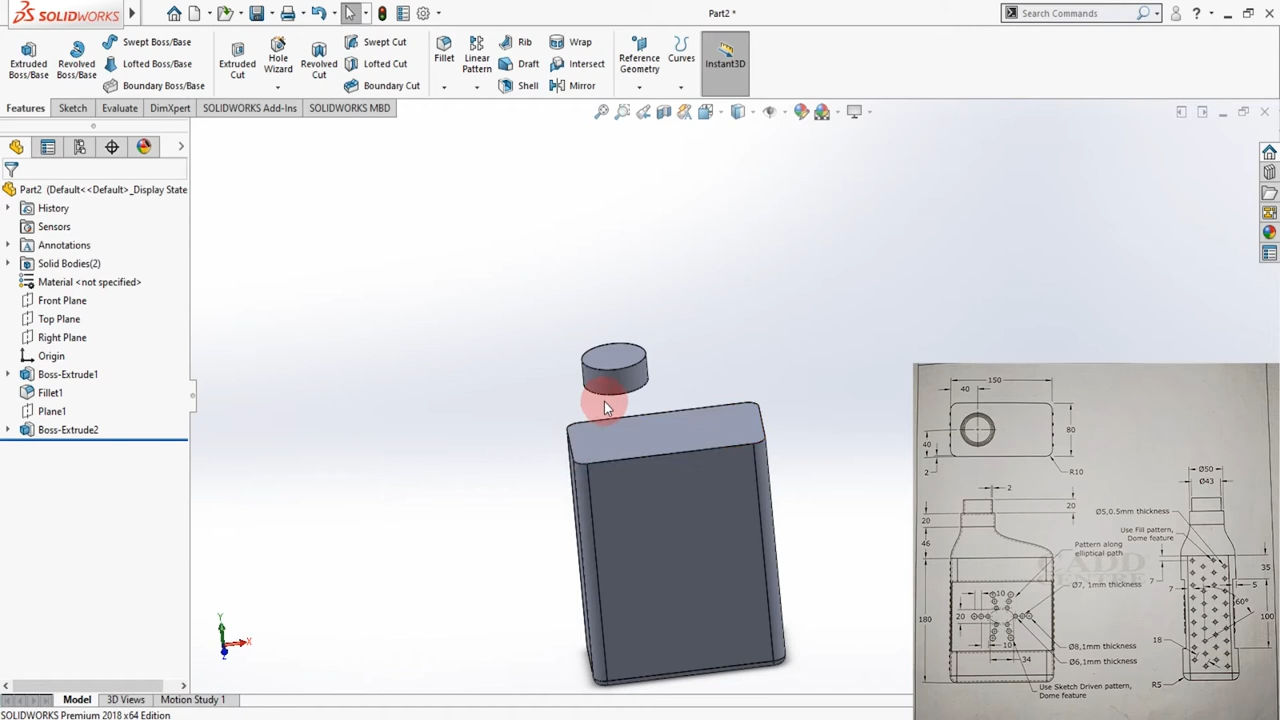 SOLIDWORKS
Part2 *
Search Commands
Extruded Boss/Base
Revolved Boss/Base
Swept Boss/Base
Lofted Boss/Base
Boundary Boss/Base
Extruded Cut
Hole Wizard
Revolved Cut
Swept Cut
Lofted Cut
Boundary Cut
Fillet
Linear Pattern
Rib
Draft
Shell
Wrap
Intersect
Mirror
Reference Geometry
Curves
Instant3D
Features
Sketch
Evaluate
DimXpert
SOLIDWORKS Add-Ins
SOLIDWORKS MBD
Part2 (Default<<Default>_Display State
History
Sensors
Annotations
Solid Bodies(2)
Material <not specified>
Front Plane
Top Plane
Right Plane
Origin
Boss-Extrude1
Fillet1
Plane1
Boss-Extrude2
Y
X
Z
150
40
80
40
2
R10
2
20
20
46
180
Pattern along
elliptical path
Ø7, 1mm thickness
10
20
10
34
Ø8,1mm thickness
Ø6,1mm thickness
Use Sketch Driven pattern,
Dome feature
CADD
CENTRE
Ø50
Ø43
Ø5,0.5mm thickness
Use Fill pattern,
Dome feature
35
7
7
5
60°
100
18
R5
Model
3D Views
Motion Study 1
SOLIDWORKS Premium 2018 x64 Edition